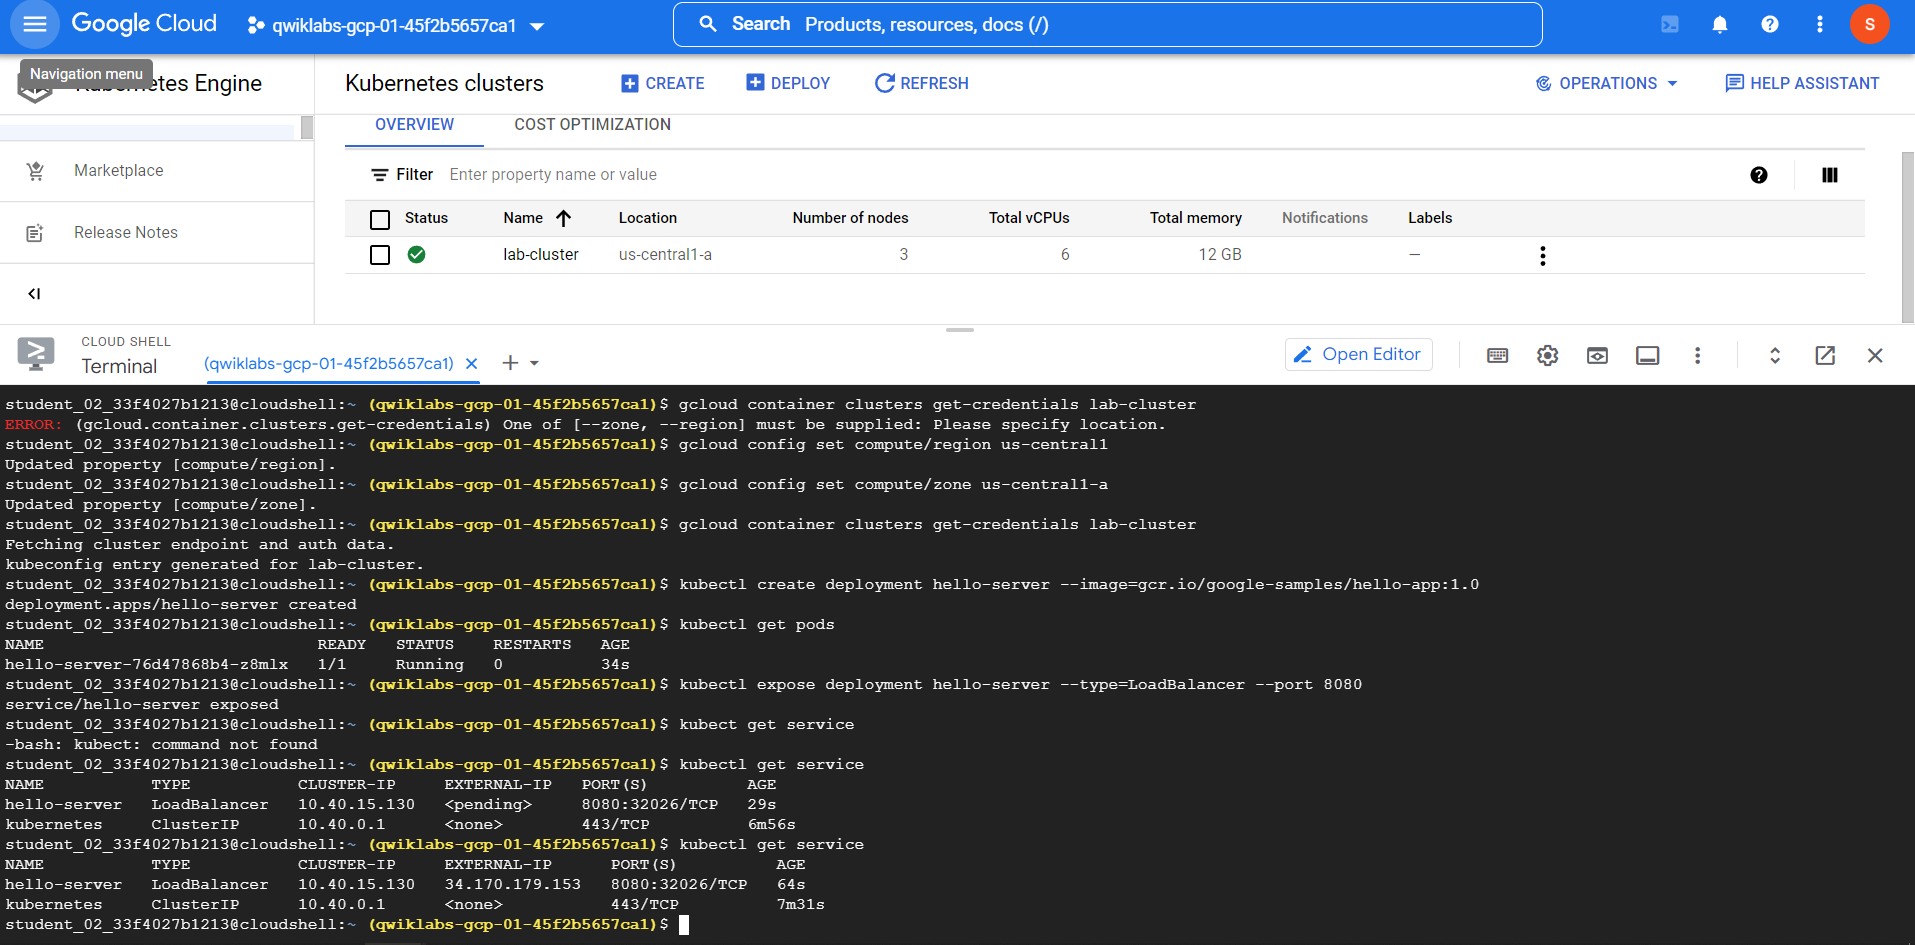 Google Cloud
qwiklabs-gcp-01-45f2b5657ca1
Search Products, resources, docs (/)
S
Navigation menu
Kubernetes Engine
Kubernetes clusters
CREATE
DEPLOY
REFRESH
OPERATIONS
HELP ASSISTANT
OVERVIEW
COST OPTIMIZATION
Marketplace
Release Notes
Filter Enter property name or value
Status Name Location Number of nodes Total vCPUs Total memory Notifications Labels
lab-cluster us-central1-a 3 6 12 GB —
CLOUD SHELL
Terminal
(qwiklabs-gcp-01-45f2b5657ca1)
Open Editor
student_02_33f4027b1213@cloudshell:~ (qwiklabs-gcp-01-45f2b5657ca1)$ gcloud container clusters get-credentials lab-cluster
ERROR: (gcloud.container.clusters.get-credentials) One of [--zone, --region] must be supplied: Please specify location.
student_02_33f4027b1213@cloudshell:~ (qwiklabs-gcp-01-45f2b5657ca1)$ gcloud config set compute/region us-central1
Updated property [compute/region].
student_02_33f4027b1213@cloudshell:~ (qwiklabs-gcp-01-45f2b5657ca1)$ gcloud config set compute/zone us-central1-a
Updated property [compute/zone].
student_02_33f4027b1213@cloudshell:~ (qwiklabs-gcp-01-45f2b5657ca1)$ gcloud container clusters get-credentials lab-cluster
Fetching cluster endpoint and auth data.
kubeconfig entry generated for lab-cluster.
student_02_33f4027b1213@cloudshell:~ (qwiklabs-gcp-01-45f2b5657ca1)$ kubectl create deployment hello-server --image=gcr.io/google-samples/hello-app:1.0
deployment.apps/hello-server created
student_02_33f4027b1213@cloudshell:~ (qwiklabs-gcp-01-45f2b5657ca1)$ kubectl get pods
NAME READY STATUS RESTARTS AGE
hello-server-76d47868b4-z8mlx 1/1 Running 0 34s
student_02_33f4027b1213@cloudshell:~ (qwiklabs-gcp-01-45f2b5657ca1)$ kubectl expose deployment hello-server --type=LoadBalancer --port 8080
service/hello-server exposed
student_02_33f4027b1213@cloudshell:~ (qwiklabs-gcp-01-45f2b5657ca1)$ kubect get service
-bash: kubect: command not found
student_02_33f4027b1213@cloudshell:~ (qwiklabs-gcp-01-45f2b5657ca1)$ kubectl get service
NAME TYPE CLUSTER-IP EXTERNAL-IP PORT(S) AGE
hello-server LoadBalancer 10.40.15.130 <pending> 8080:32026/TCP 29s
kubernetes ClusterIP 10.40.0.1 <none> 443/TCP 6m56s
student_02_33f4027b1213@cloudshell:~ (qwiklabs-gcp-01-45f2b5657ca1)$ kubectl get service
NAME TYPE CLUSTER-IP EXTERNAL-IP PORT(S) AGE
hello-server LoadBalancer 10.40.15.130 34.170.179.153 8080:32026/TCP 64s
kubernetes ClusterIP 10.40.0.1 <none> 443/TCP 7m31s
student_02_33f4027b1213@cloudshell:~ (qwiklabs-gcp-01-45f2b5657ca1)$